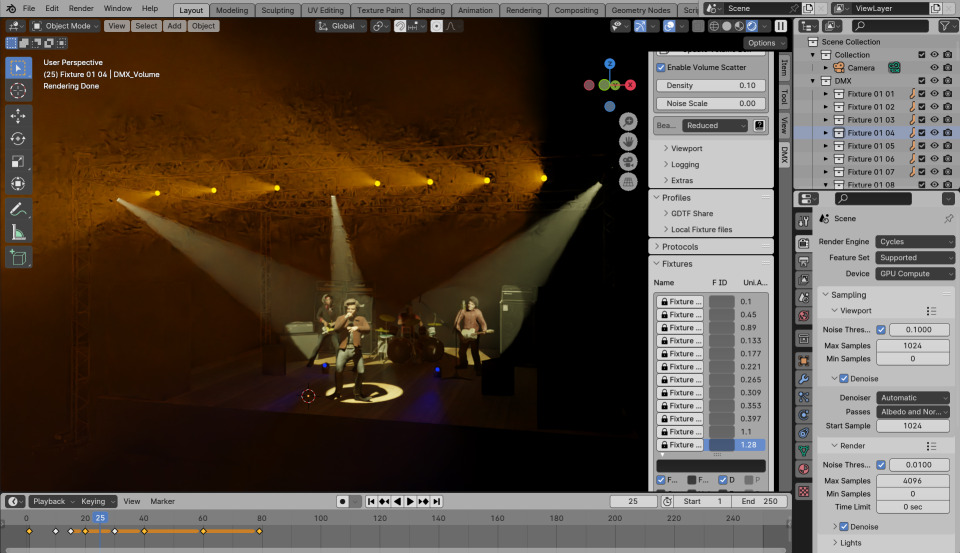 File Edit Render Window Help Layout Modeling Sculpting UV Editing Texture Paint Shading Animation Rendering Compositing Geometry Nodes Scri Scene ViewLayer
Object Mode View Select Add Object Global
Options
User Perspective
(25) Fixture 01 04 | DMX_Volume
Rendering Done
Z
Y
X
Enable Volume Scatter
Density 0.10
Noise Scale 0.00
Bea... Reduced
Viewport
Logging
Extras
Profiles
GDTF Share
Local Fixture files
Protocols
Fixtures
Name F ID Uni.A...
Fixture ... 0.1
Fixture ... 0.45
Fixture ... 0.89
Fixture ... 0.133
Fixture ... 0.177
Fixture ... 0.221
Fixture ... 0.265
Fixture ... 0.309
Fixture ... 0.353
Fixture ... 0.397
Fixture ... 1.1
Fixture ... 1.28
F... F... D P
Item
Tool
View
DMX
Scene Collection
Collection
Camera
DMX
Fixture 01 01
Fixture 01 02
Fixture 01 03
Fixture 01 04
Fixture 01 05
Fixture 01 06
Fixture 01 07
Fixture 01 08
Scene
Render Engine Cycles
Feature Set Supported
Device GPU Compute
Sampling
Viewport
Noise Thres... 0.1000
Max Samples 1024
Min Samples 0
Denoise
Denoiser Automatic
Passes Albedo and Nor...
Start Sample 1024
Render
Noise Thres... 0.0100
Max Samples 4096
Min Samples 0
Time Limit 0 sec
Denoise
Lights
Playback Keying View Marker 25 Start 1 End 250
0 20 25 40 60 80 100 120 140 160 180 200 220 240